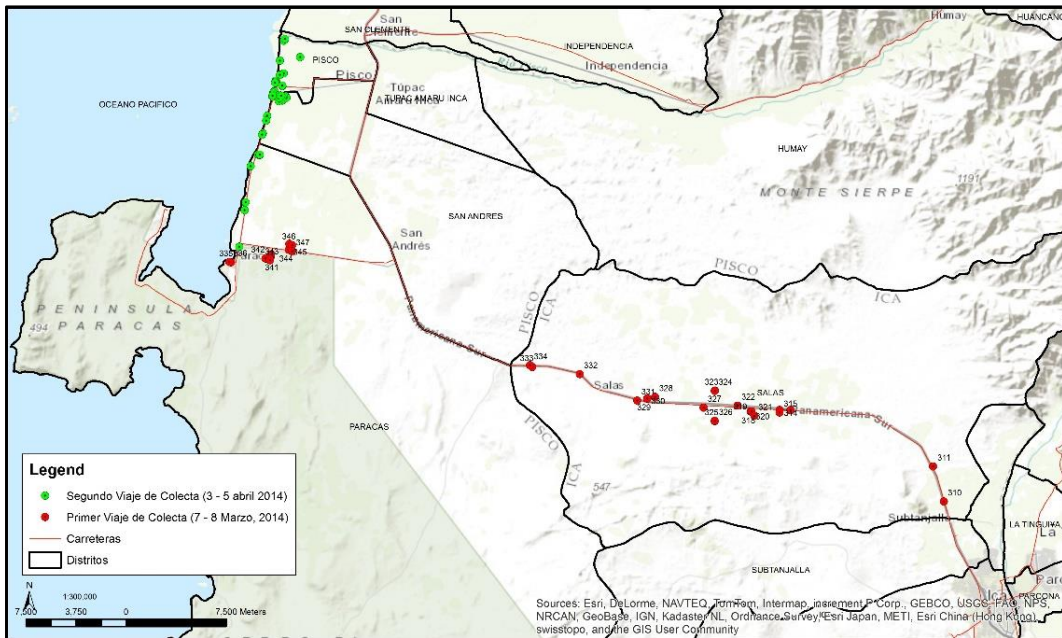 San
SAN CLEMENTE
Clemente
Humay
HUANCANO
INDEPENDENCIA
Independencia
PISCO
Pisco
OCEANO PACIFICO
Túpac
TUPAC AMARU INCA
HUMAY
1191
MONTE SIERPE
SAN ANDRES
San
Andrés
346
347
342
345
344
341
PENINSULA
PARACAS
494
Panamericana Sur
PISCO
ICA
PISCO
ICA
333
334
332
Salas
331
328
330
329
323
324
SALAS
327
322
325
326
321
320
315
Panamericana Sur
311
310
PARACAS
PISCO
ICA
547
Subtanjalla
SUBTANJALLA
LA TINGUIÑA
La
Ica
PARCONA
Legend
Segundo Viaje de Colecta (3 - 5 abril 2014)
Primer Viaje de Colecta (7 - 8 Marzo, 2014)
Carreteras
Distritos
N
1:300.000
7.500 3.750 0 7.500 Meters
Sources: Esri, DeLorme, NAVTEQ, TomTom, Intermap, increment P Corp., GEBCO, USGS, FAO, NPS,
NRCAN, GeoBase, IGN, Kadaster NL, Ordnance Survey, Esri Japan, METI, Esri China (Hong Kong),
swisstopo, and the GIS User Community